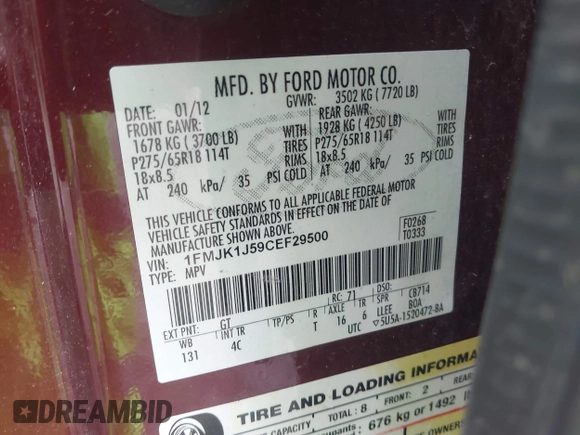 MFD. BY FORD MOTOR CO.
DATE: 01/12 GVWR: 3502 KG ( 7720 LB)
FRONT GAWR: REAR GAWR:
1678 KG ( 3700 LB) WITH 1928 KG ( 4250 LB) WITH
P275/65R18 114T TIRES P275/65R18 114T TIRES
18x8.5 RIMS 18x8.5 RIMS
AT 240 kPa/ 35 PSI COLD AT 240 kPa/ 35 PSI COLD
THIS VEHICLE CONFORMS TO ALL APPLICABLE FEDERAL MOTOR
VEHICLE SAFETY STANDARDS IN EFFECT ON THE DATE OF
MANUFACTURE SHOWN ABOVE.
VIN: 1FMJK1J59CEF29500
TYPE: MPV
F0268
T0333
EXT PNT: GT RC: 71 DSO:
WB INT TR TP/PS R AXLE TR SPR CB714
131 4C T 16 6 LLEE BOA
UTC 5U5A-1520472-BA
TIRE AND LOADING INFORMA
CAPACITY TOTAL: 8 FRONT: 2 REAR:
676 kg or 1492
OWNER
DREAMBID